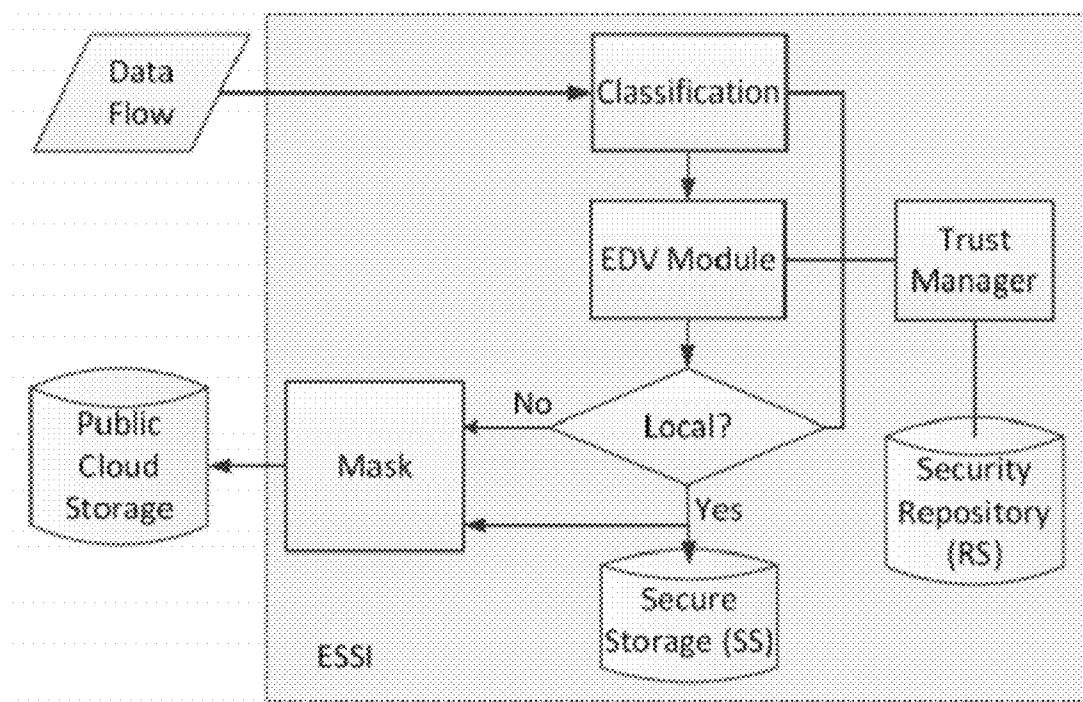 Data
Flow
Classification
EDV Module
Trust
Manager
No
Local?
Public
Cloud
Storage
Mask
Security
Repository
(RS)
Yes
Secure
Storage (SS)
ESSI